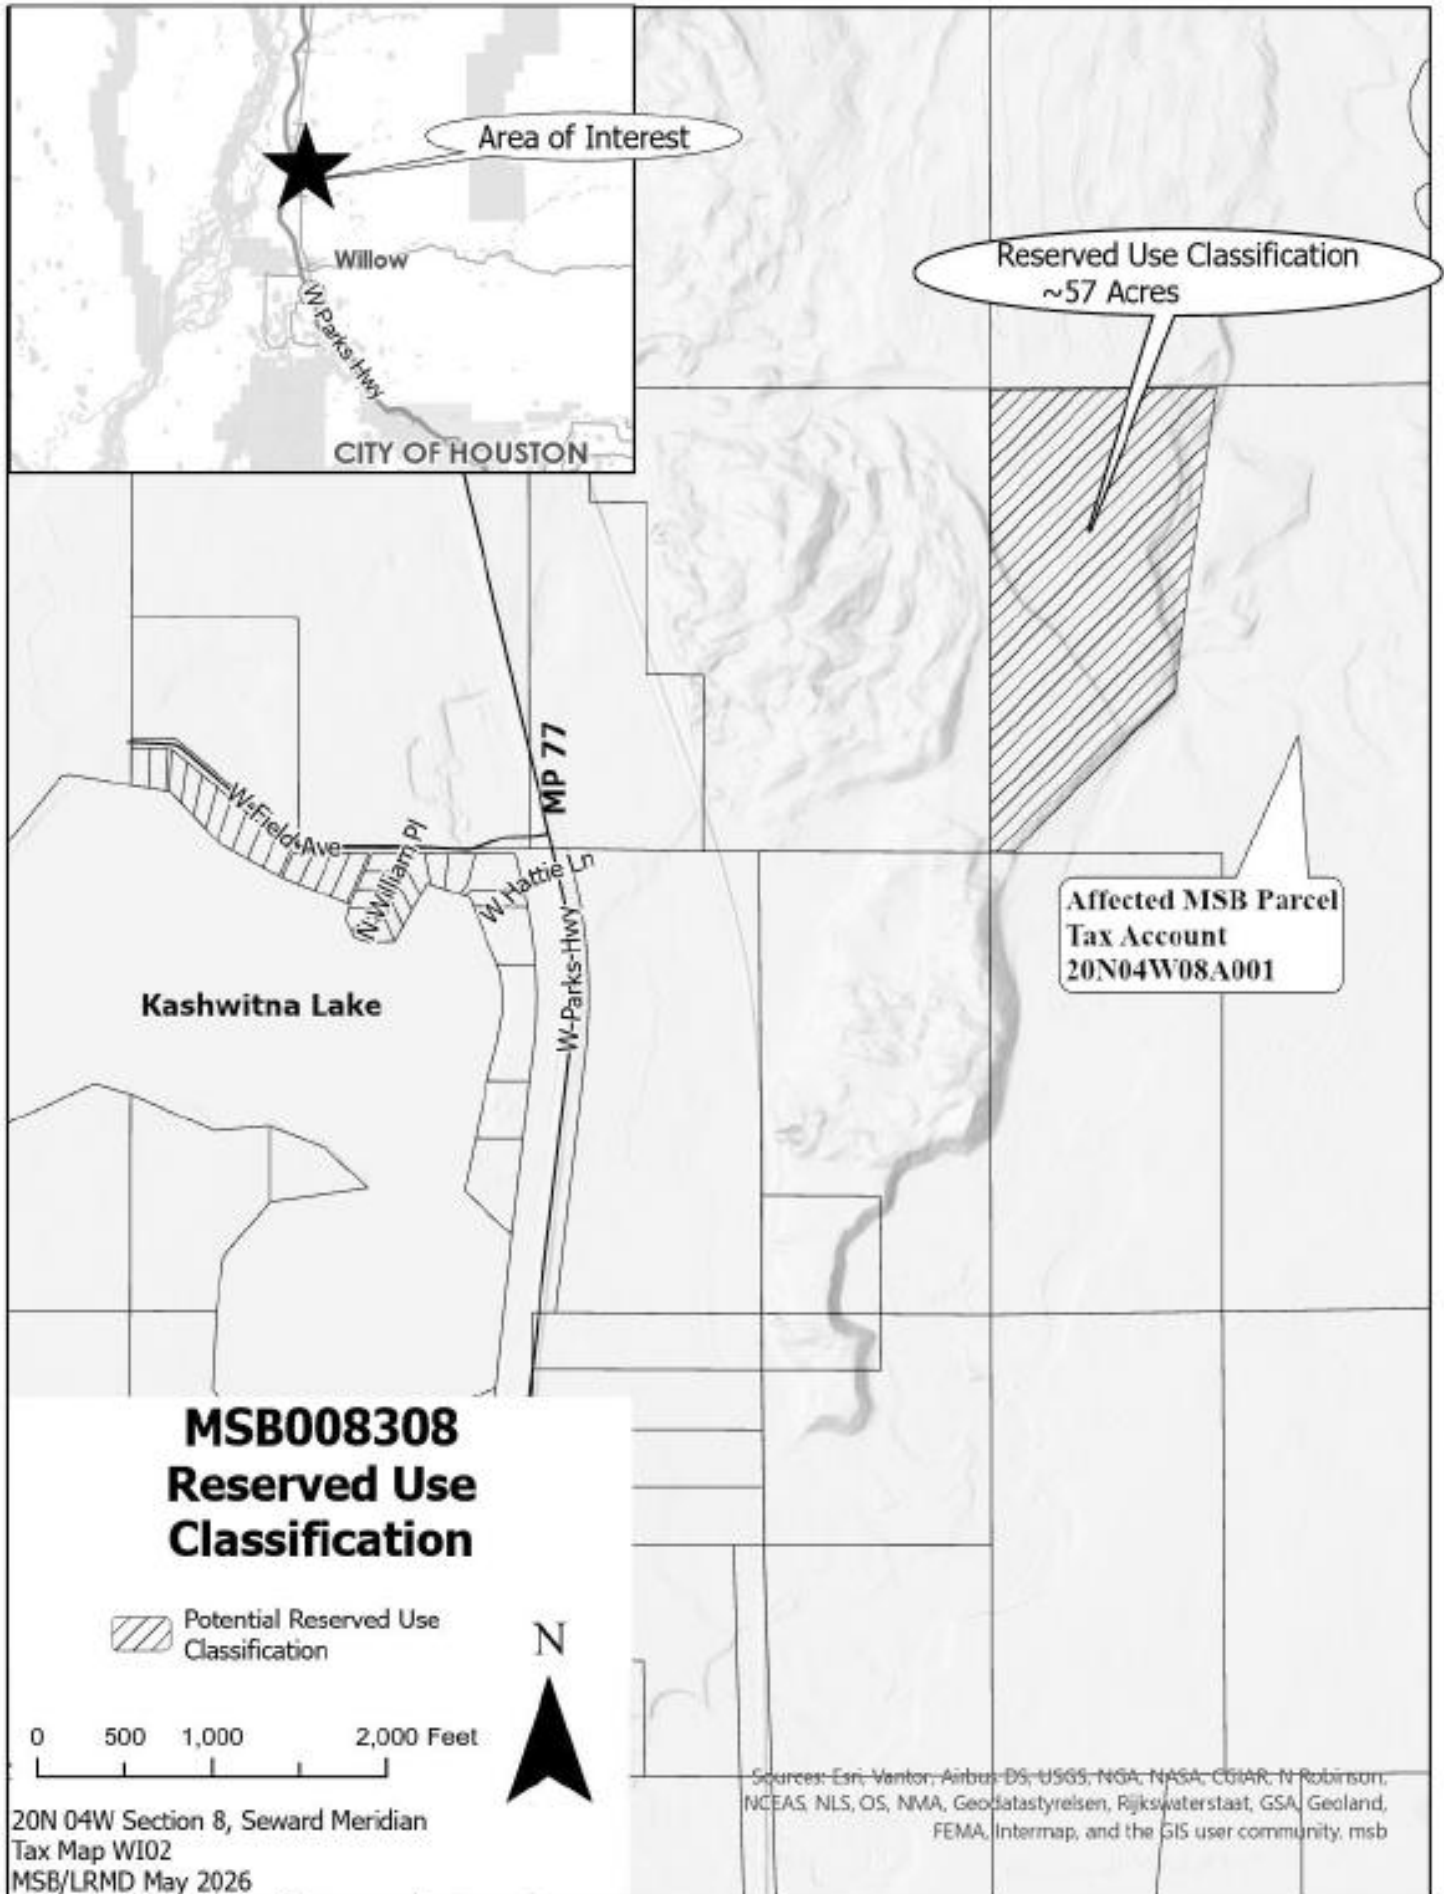 Area of Interest
Willow
W Parks Hwy
CITY OF HOUSTON
Reserved Use Classification
~57 Acres
MP 77
W Field Ave
N William Pl
W Hattie Ln
W Parks Hwy
Kashwitna Lake
Affected MSB Parcel
Tax Account
20N04W08A001
MSB008308
Reserved Use
Classification
Potential Reserved Use
Classification
N
0 500 1,000 2,000 Feet
Sources: Esri, Vantor, Airbus DS, USGS, NGA, NASA, CGIAR, N Robinson,
NCEAS, NLS, OS, NMA, Geodatastyrelsen, Rijkswaterstaat, GSA, Geoland,
FEMA, Intermap, and the GIS user community, msb
20N 04W Section 8, Seward Meridian
Tax Map WI02
MSB/LRMD May 2026